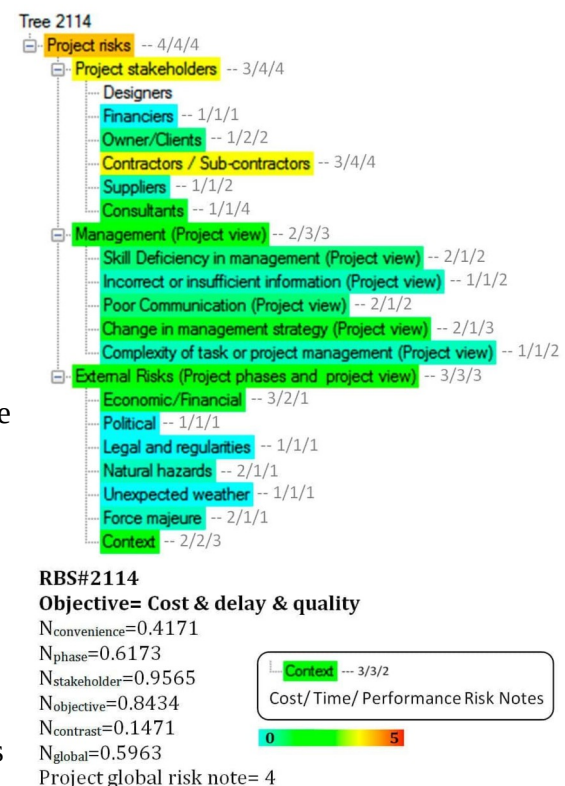 Tree 2114
Project risks -- 4/4/4
Project stakeholders -- 3/4/4
Designers
Financiers -- 1/1/1
Owner/Clients -- 1/2/2
Contractors / Sub-contractors -- 3/4/4
Suppliers -- 1/1/2
Consultants -- 1/1/4
Management (Project view) -- 2/3/3
Skill Deficiency in management (Project view) -- 2/1/2
Incorrect or insufficient information (Project view) -- 1/1/2
Poor Communication (Project view) -- 2/1/2
Change in management strategy (Project view) -- 2/1/3
Complexity of task or project management (Project view) -- 1/1/2
External Risks (Project phases and project view) -- 3/3/3
e
Economic/Financial -- 3/2/1
Political -- 1/1/1
Legal and regularities -- 1/1/1
Natural hazards -- 2/1/1
Unexpected weather -- 1/1/1
Force majeure -- 2/1/1
Context -- 2/2/3
RBS#2114
Objective= Cost & delay & quality
Nconvenience=0.4171
Nphase=0.6173
Nstakeholder=0.9565
Nobjective=0.8434
Ncontrast=0.1471
s Nglobal=0.5963
Project global risk note= 4
Context --- 3/3/2
Cost/ Time/ Performance Risk Notes
0 5